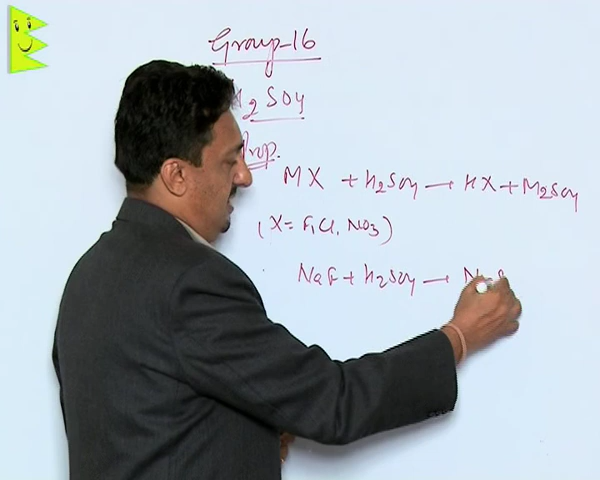 Group-16
H2SO4
Prop.
MX + H2SO4 → HX + M2SO4
(X = F, Cl, NO3)
NaF + H2SO4 →